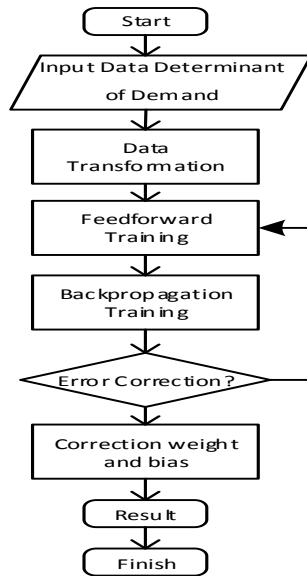 Start
Input Data Determinant
of Demand
Data
Transformation
Feedforward
Training
Backpropagation
Training
Error Correction?
Correction weight
and bias
Result
Finish